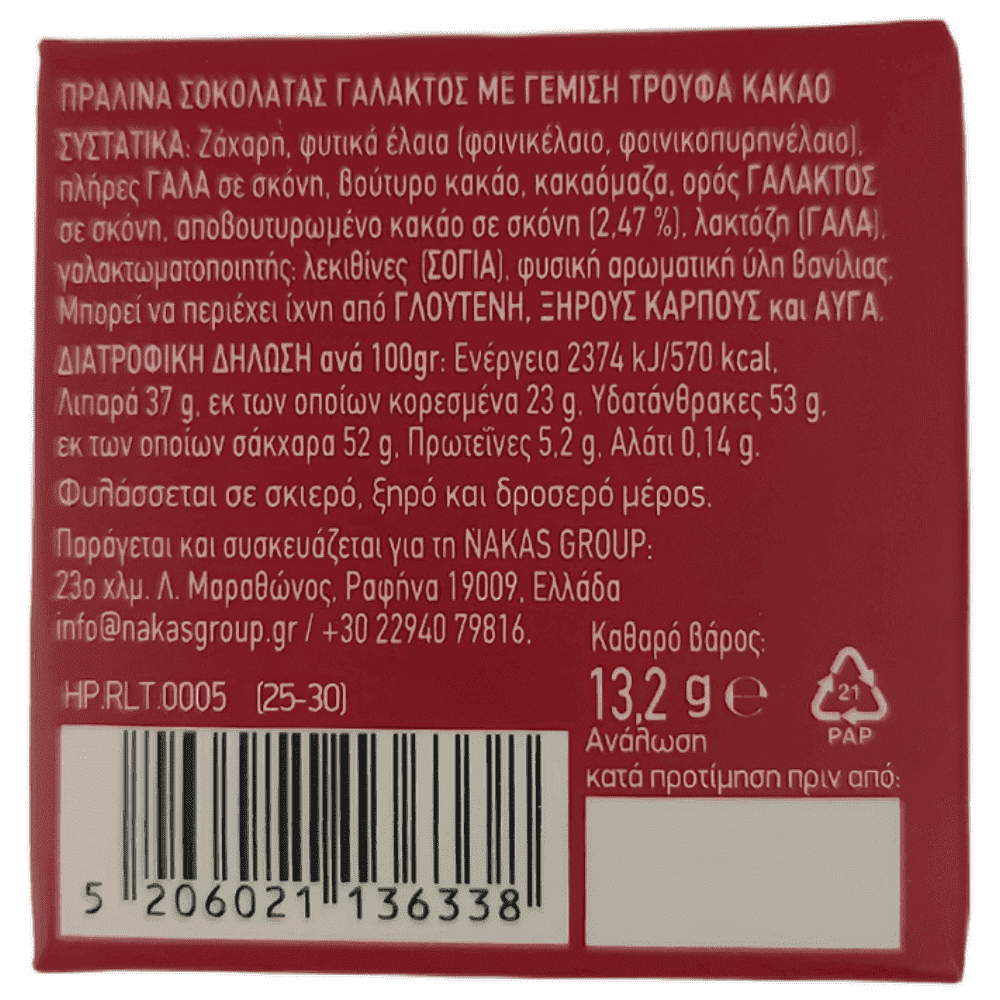 ΠΡΑΛΙΝΑ ΣΟΚΟΛΑΤΑΣ ΓΑΛΑΚΤΟΣ ΜΕ ΓΕΜΙΣΗ ΤΡΟΥΦΑ ΚΑΚΑΟ
ΣΥΣΤΑΤΙΚΑ: Ζάχαρη, φυτικά έλαια (φοινικέλαιο, φοινικοπυρηνέλαιο),
πλήρες ΓΑΛΑ σε σκόνη, βούτυρο κακάο, κακαόμαζα, ορός ΓΑΛΑΚΤΟΣ
σε σκόνη, αποβουτυρωμένο κακάο σε σκόνη (2,47 %), λακτόζη (ΓΑΛΑ),
γαλακτωματοποιητής: λεκιθίνες (ΣΟΓΙΑ), φυσική αρωματική ύλη βανίλιας.
Μπορεί να περιέχει ίχνη από ΓΛΟΥΤΕΝΗ, ΞΗΡΟΥΣ ΚΑΡΠΟΥΣ και ΑΥΓΑ.
ΔΙΑΤΡΟΦΙΚΗ ΔΗΛΩΣΗ ανά 100gr: Ενέργεια 2374 kJ/570 kcal,
Λιπαρά 37 g, εκ των οποίων κορεσμένα 23 g, Υδατάνθρακες 53 g,
εκ των οποίων σάκχαρα 52 g, Πρωτεΐνες 5,2 g, Αλάτι 0,14 g.
Φυλάσσεται σε σκιερό, ξηρό και δροσερό μέρος.
Παράγεται και συσκευάζεται για τη NAKAS GROUP:
23ο χλμ. Λ. Μαραθώνος, Ραφήνα 19009, Ελλάδα
info@nakasgroup.gr / +30 22940 79816.
Καθαρό βάρος:
13,2 g ℮
21
PAP
HP.RLT.0005 (25-30)
Ανάλωση
κατά προτίμηση πριν από:
5 206021 136338